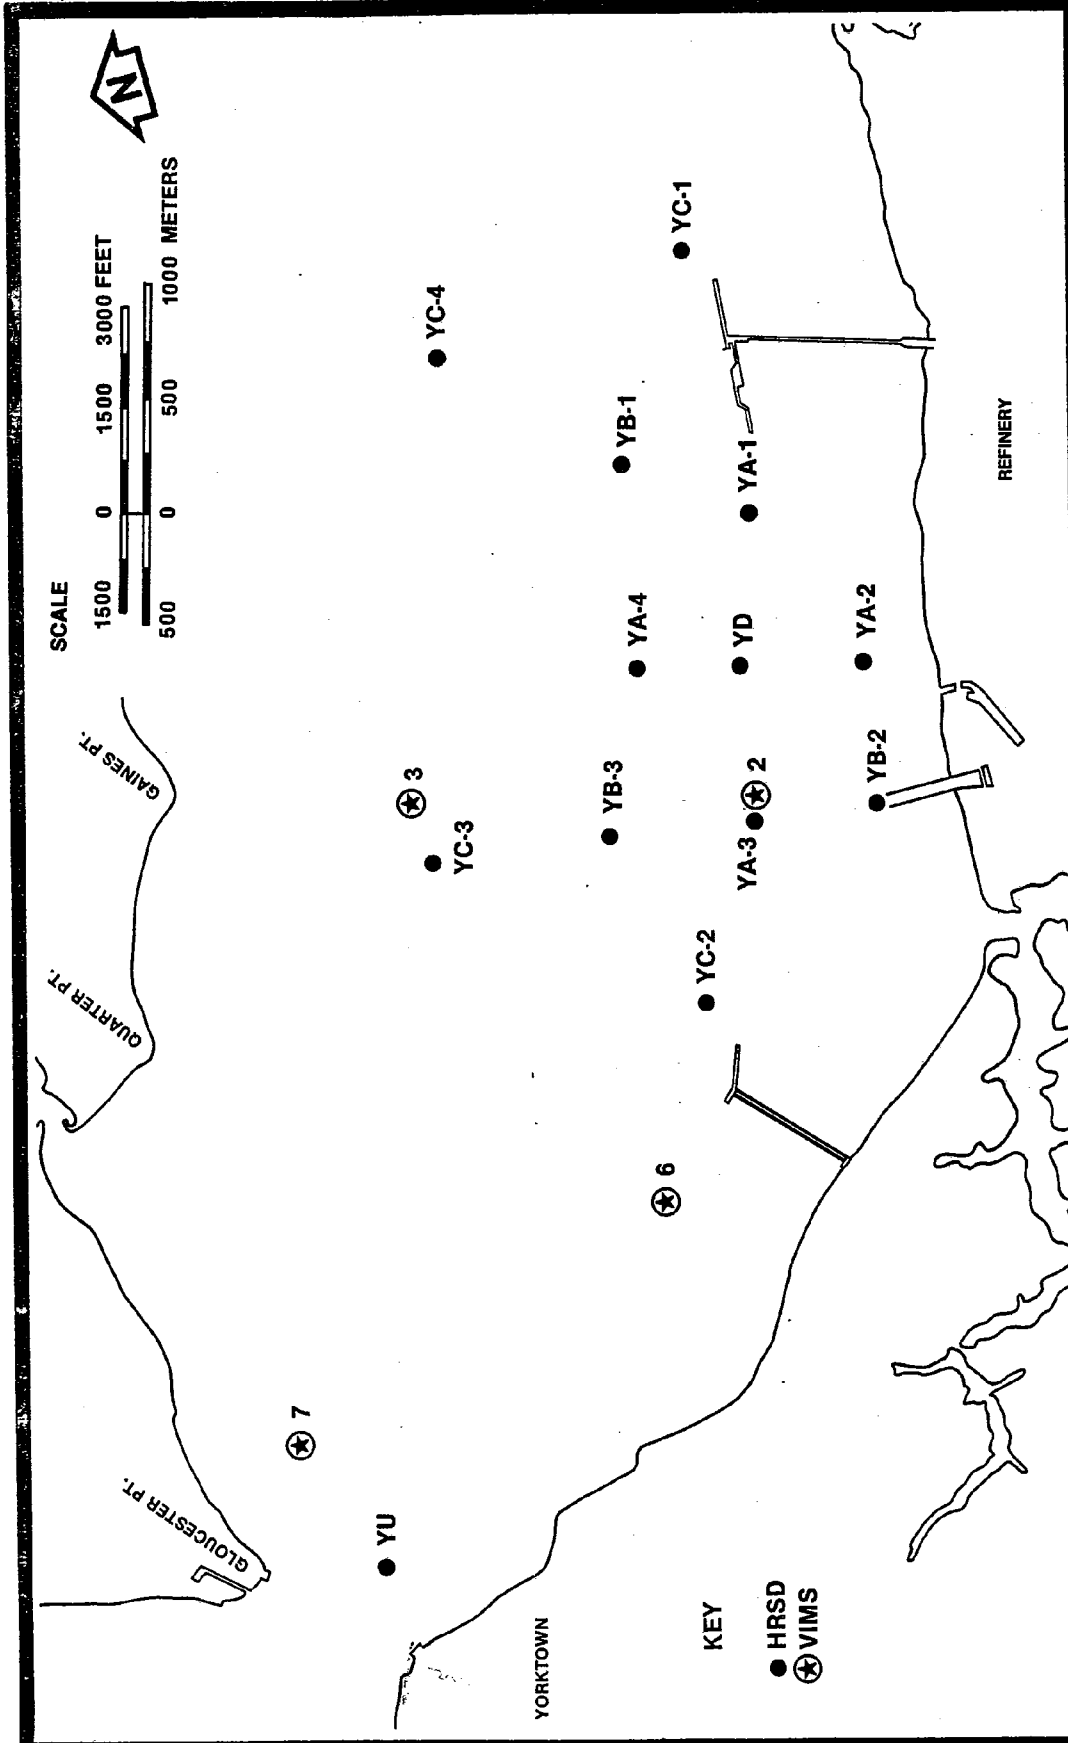 GLOUCESTER PT.
QUARTER PT.
GAINES PT.
SCALE
1500 0 1500 3000 FEET
500 0 500 1000 METERS
N
7
YU
3
YC-3
YC-4
YB-3
YA-4
YB-1
YC-1
6
YC-2
YA-3
2
YD
YA-1
YB-2
YA-2
YORKTOWN
REFINERY
KEY
HRSD
VIMS